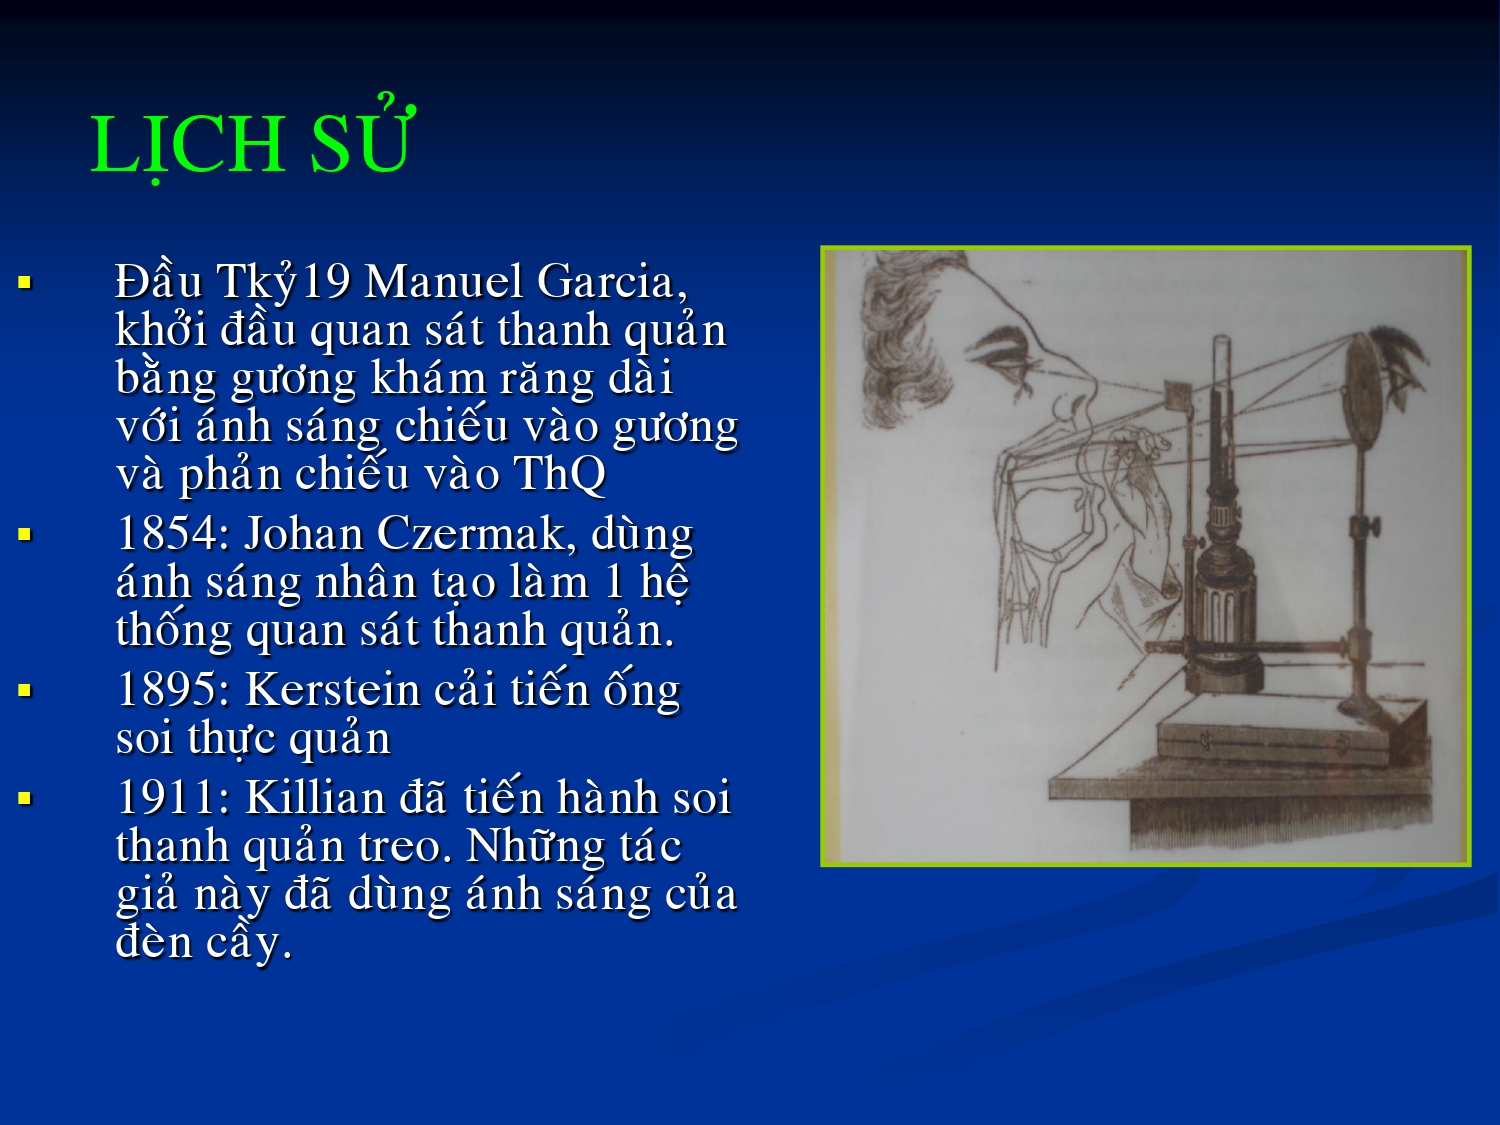 LỊCH SỬ
▪ Đầu Tkỷ19 Manuel Garcia,
khởi đầu quan sát thanh quản
bằng gương khám răng dài
với ánh sáng chiếu vào gương
và phản chiếu vào ThQ
▪ 1854: Johan Czermak, dùng
ánh sáng nhân tạo làm 1 hệ
thống quan sát thanh quản.
▪ 1895: Kerstein cải tiến ống
soi thực quản
▪ 1911: Killian đã tiến hành soi
thanh quản treo. Những tác
giả này đã dùng ánh sáng của
đèn cầy.